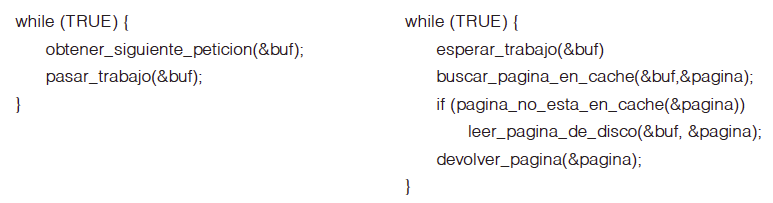 while (TRUE) {
obtener_siguiente_peticion(&buf);
pasar_trabajo(&buf);
}
while (TRUE) {
esperar_trabajo(&buf)
buscar_pagina_en_cache(&buf,&pagina);
if (pagina_no_esta_en_cache(&pagina))
leer_pagina_de_disco(&buf, &pagina);
devolver_pagina(&pagina);
}